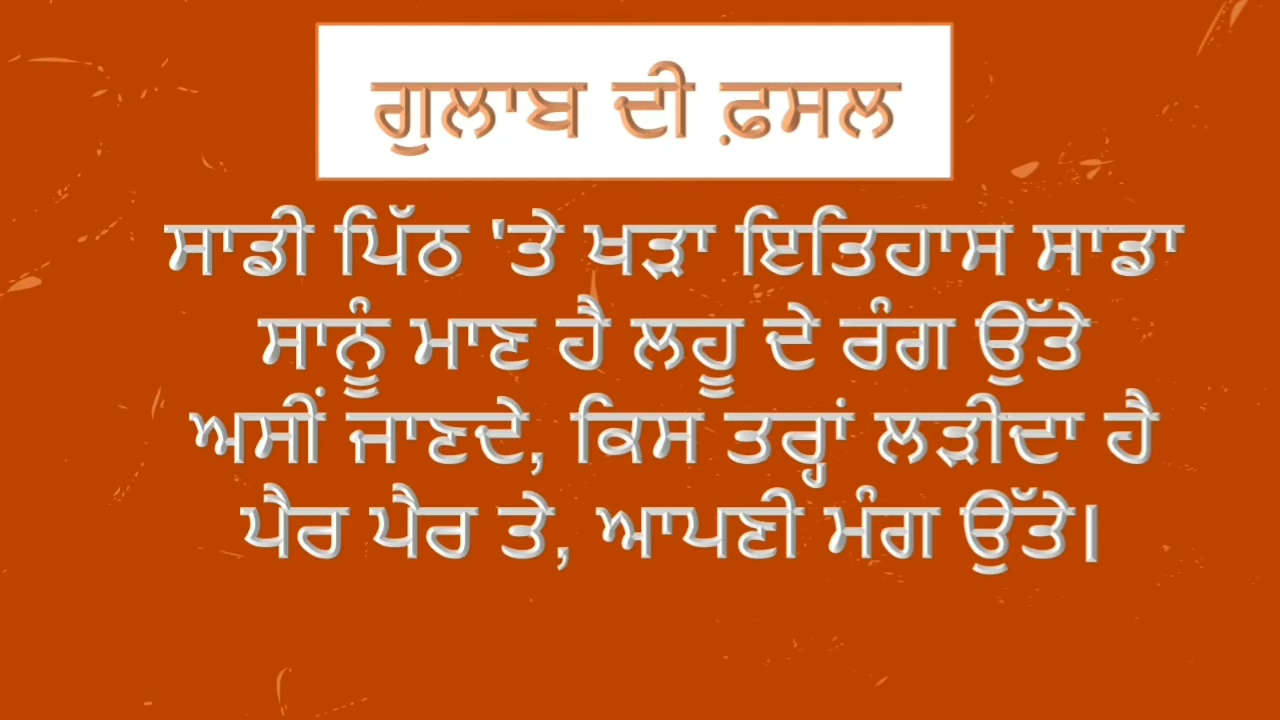 ਗੁਲਾਬ ਦੀ ਫ਼ਸਲ
ਸਾਡੀ ਪਿੱਠ 'ਤੇ ਖੜਾ ਇਤਿਹਾਸ ਸਾਡਾ
ਸਾਨੂੰ ਮਾਣ ਹੈ ਲਹੂ ਦੇ ਰੰਗ ਉੱਤੇ
ਅਸੀਂ ਜਾਣਦੇ, ਕਿਸ ਤਰ੍ਹਾਂ ਲੜੀਦਾ ਹੈ
ਪੈਰ ਪੈਰ ਤੇ, ਆਪਣੀ ਮੰਗ ਉੱਤੇ।